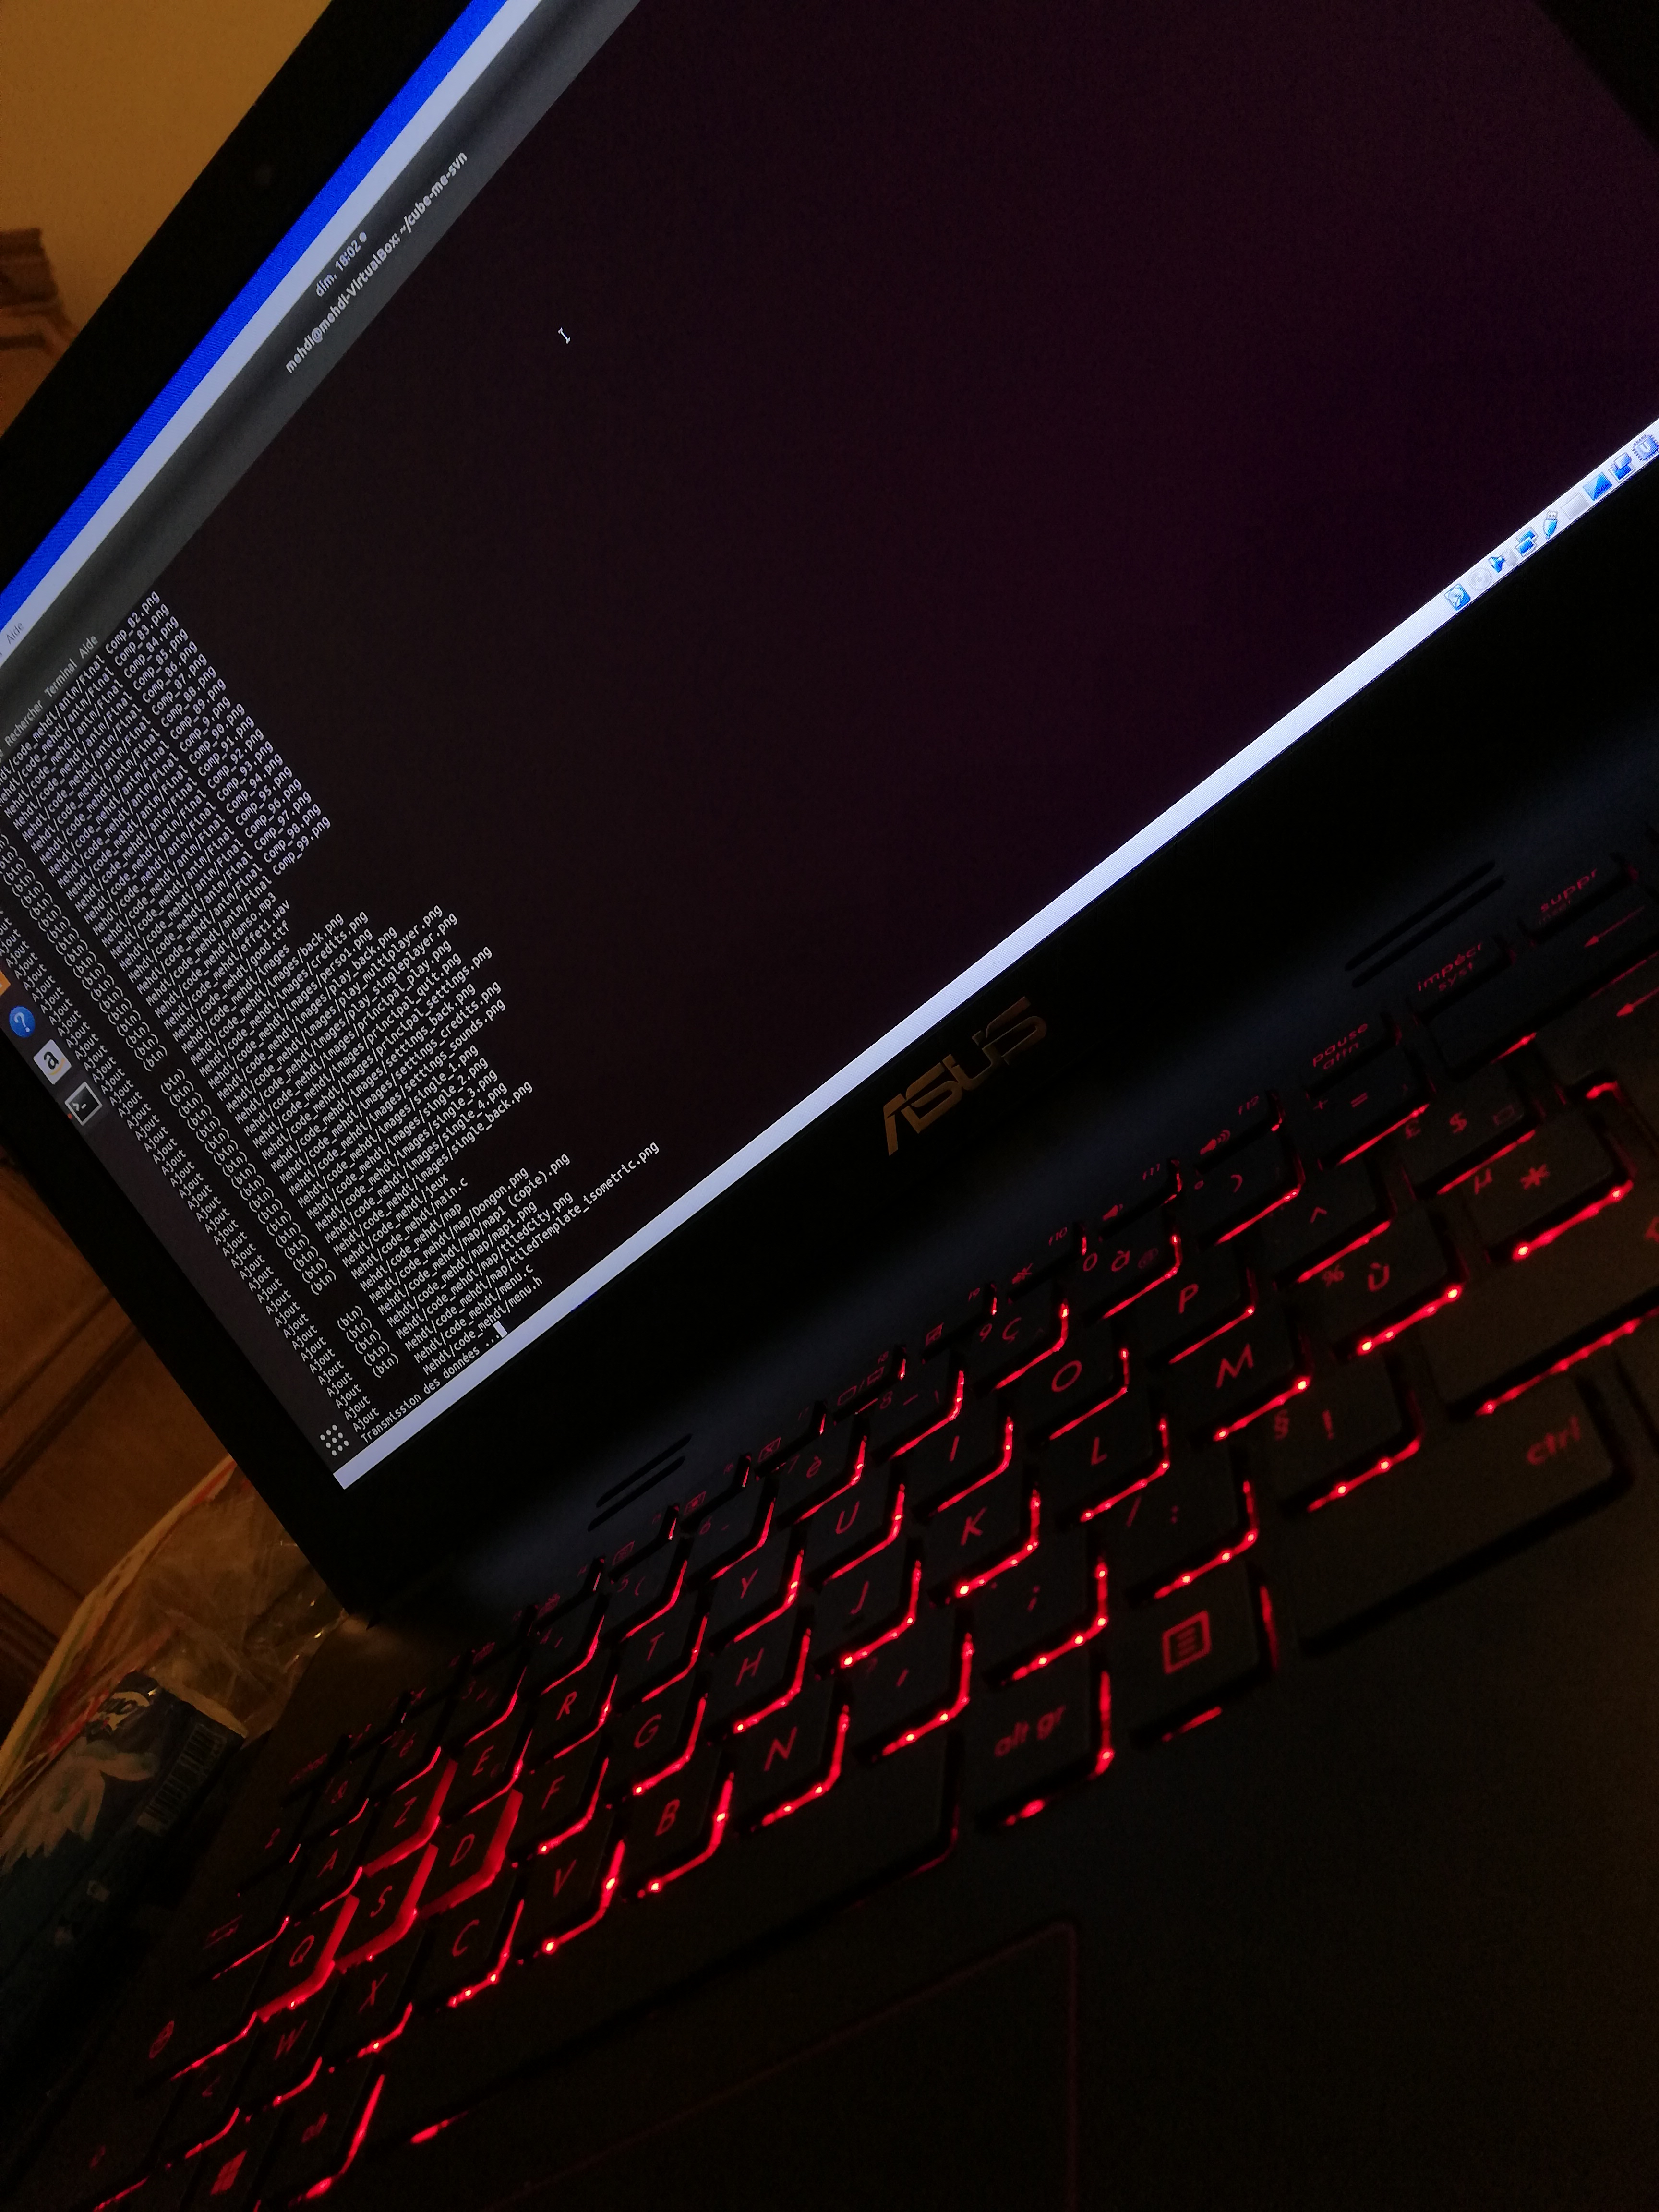 Aide
dim. 18:02
mehdi@mehdi-VirtualBox: ~/cube-me-svn
Rechercher Terminal Aide
Ajout (bin) Mehdi/code_mehdi/anim/Final Comp_82.png
Ajout (bin) Mehdi/code_mehdi/anim/Final Comp_83.png
Ajout (bin) Mehdi/code_mehdi/anim/Final Comp_84.png
Ajout (bin) Mehdi/code_mehdi/anim/Final Comp_85.png
Ajout (bin) Mehdi/code_mehdi/anim/Final Comp_86.png
Ajout (bin) Mehdi/code_mehdi/anim/Final Comp_87.png
Ajout (bin) Mehdi/code_mehdi/anim/Final Comp_88.png
Ajout (bin) Mehdi/code_mehdi/anim/Final Comp_89.png
Ajout (bin) Mehdi/code_mehdi/anim/Final Comp_9.png
Ajout (bin) Mehdi/code_mehdi/anim/Final Comp_90.png
Ajout (bin) Mehdi/code_mehdi/anim/Final Comp_91.png
Ajout (bin) Mehdi/code_mehdi/anim/Final Comp_92.png
Ajout (bin) Mehdi/code_mehdi/anim/Final Comp_93.png
Ajout (bin) Mehdi/code_mehdi/anim/Final Comp_94.png
Ajout (bin) Mehdi/code_mehdi/anim/Final Comp_95.png
Ajout (bin) Mehdi/code_mehdi/anim/Final Comp_96.png
Ajout (bin) Mehdi/code_mehdi/anim/Final Comp_97.png
Ajout (bin) Mehdi/code_mehdi/anim/Final Comp_98.png
Ajout (bin) Mehdi/code_mehdi/anim/Final Comp_99.png
Ajout (bin) Mehdi/code_mehdi/damso.mp3
Ajout (bin) Mehdi/code_mehdi/effet1.wav
Ajout (bin) Mehdi/code_mehdi/good.ttf
Ajout Mehdi/code_mehdi/images
Ajout (bin) Mehdi/code_mehdi/images/back.png
Ajout (bin) Mehdi/code_mehdi/images/credits.png
Ajout (bin) Mehdi/code_mehdi/images/perso1.png
Ajout (bin) Mehdi/code_mehdi/images/play_back.png
Ajout (bin) Mehdi/code_mehdi/images/play_multiplayer.png
Ajout (bin) Mehdi/code_mehdi/images/play_singleplayer.png
Ajout (bin) Mehdi/code_mehdi/images/principal_play.png
Ajout (bin) Mehdi/code_mehdi/images/principal_quit.png
Ajout (bin) Mehdi/code_mehdi/images/principal_settings.png
Ajout (bin) Mehdi/code_mehdi/images/settings_back.png
Ajout (bin) Mehdi/code_mehdi/images/settings_credits.png
Ajout (bin) Mehdi/code_mehdi/images/settings_sounds.png
Ajout (bin) Mehdi/code_mehdi/images/single_1.png
Ajout (bin) Mehdi/code_mehdi/images/single_2.png
Ajout (bin) Mehdi/code_mehdi/images/single_3.png
Ajout (bin) Mehdi/code_mehdi/images/single_4.png
Ajout (bin) Mehdi/code_mehdi/images/single_back.png
Ajout (bin) Mehdi/code_mehdi/jeux
Ajout Mehdi/code_mehdi/main.c
Ajout Mehdi/code_mehdi/map
Ajout (bin) Mehdi/code_mehdi/map/Dongon.png
Ajout (bin) Mehdi/code_mehdi/map/map1 (copie).png
Ajout (bin) Mehdi/code_mehdi/map/map1.png
Ajout (bin) Mehdi/code_mehdi/map/tiledCity.png
Ajout (bin) Mehdi/code_mehdi/map/tiledTemplate_isometric.png
Ajout Mehdi/code_mehdi/menu.c
Ajout Mehdi/code_mehdi/menu.h
Transmission des données ...
ASUS
f10 f11 f12 pause attn impécr syst suppr inser
& è _ 8 ç 9 à 0 @ ) ° = +
A Z E R T Y U I O P ^ $ £
Q S D F G H J K L M ù % * µ
W X C V B N , ? ; . : / ! §
alt alt gr ctrl